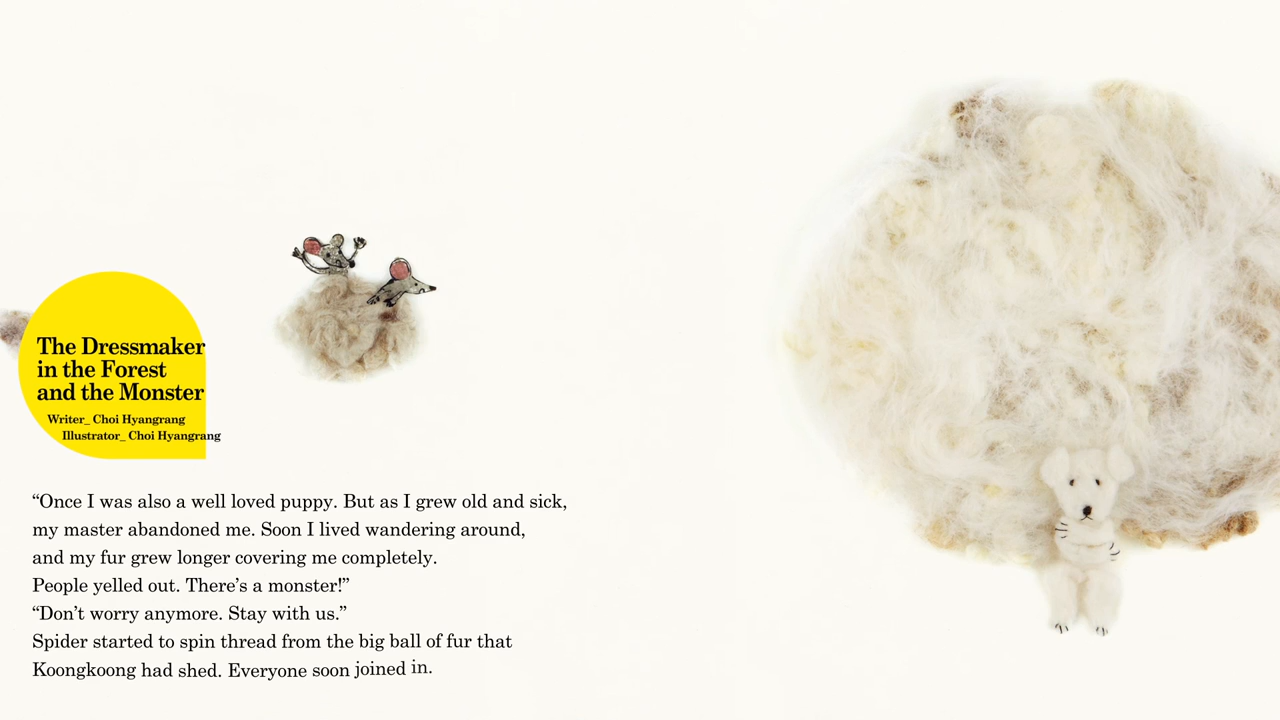 The Dressmaker
in the Forest
and the Monster
Writer_ Choi Hyangrang
Illustrator_ Choi Hyangrang
“Once I was also a well loved puppy. But as I grew old and sick,
my master abandoned me. Soon I lived wandering around,
and my fur grew longer covering me completely.
People yelled out. There’s a monster!”
“Don’t worry anymore. Stay with us.”
Spider started to spin thread from the big ball of fur that
Koongkoong had shed. Everyone soon joined in.